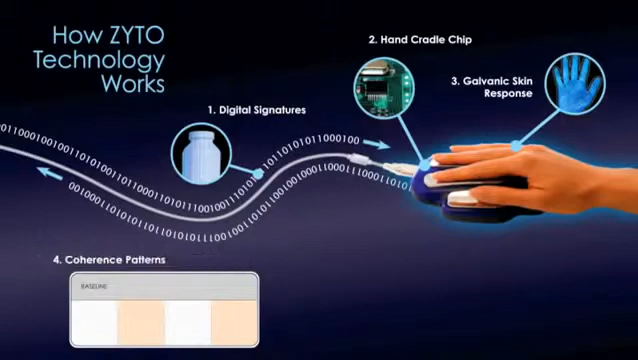 How ZYTO
Technology
Works
2. Hand Cradle Chip
3. Galvanic Skin
Response
1. Digital Signatures
4. Coherence Patterns
BASELINE